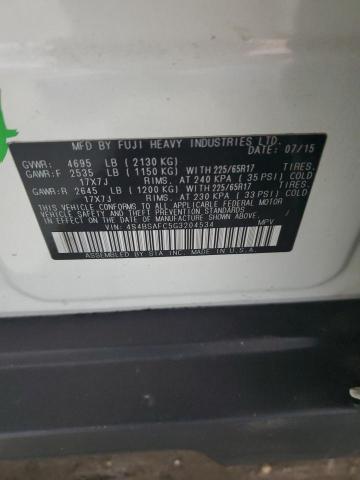 MFD. BY FUJI HEAVY INDUSTRIES LTD.
DATE: 07/15
GVWR: 4695 LB (2130 KG)
GAWR:F 2535 LB (1150 KG) WITH 225/65R17 TIRES.
17X7J RIMS. AT 240 KPA (35 PSI) COLD
GAWR:R 2645 LB (1200 KG) WITH 225/65R17 TIRES.
17X7J RIMS. AT 230 KPA (33 PSI) COLD
THIS VEHICLE CONFORMS TO ALL APPLICABLE FEDERAL MOTOR VEHICLE
SAFETY AND THEFT PREVENTION STANDARDS IN EFFECT
ON THE DATE OF MANUFACTURE SHOWN ABOVE.
VIN: 4S4BSAFC5G3204534 MPV
ASSEMBLED BY SIA INC. IN U.S.A.